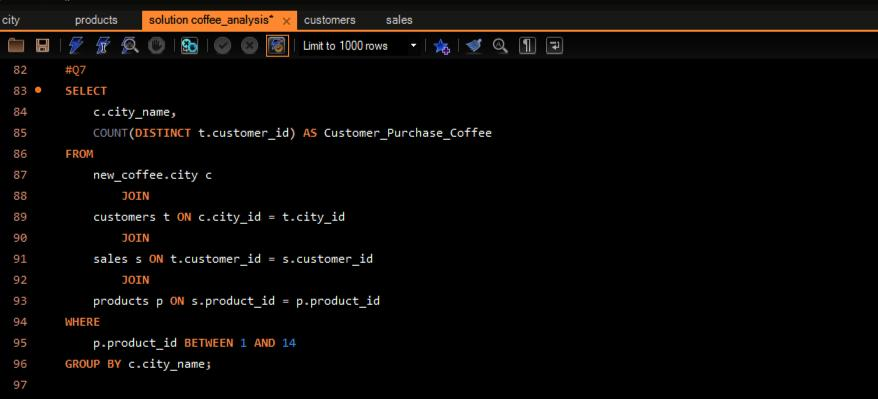 city products solution coffee_analysis* × customers sales
Limit to 1000 rows
82 #Q7
83 SELECT
84 c.city_name,
85 COUNT(DISTINCT t.customer_id) AS Customer_Purchase_Coffee
86 FROM
87 new_coffee.city c
88 JOIN
89 customers t ON c.city_id = t.city_id
90 JOIN
91 sales s ON t.customer_id = s.customer_id
92 JOIN
93 products p ON s.product_id = p.product_id
94 WHERE
95 p.product_id BETWEEN 1 AND 14
96 GROUP BY c.city_name;
97